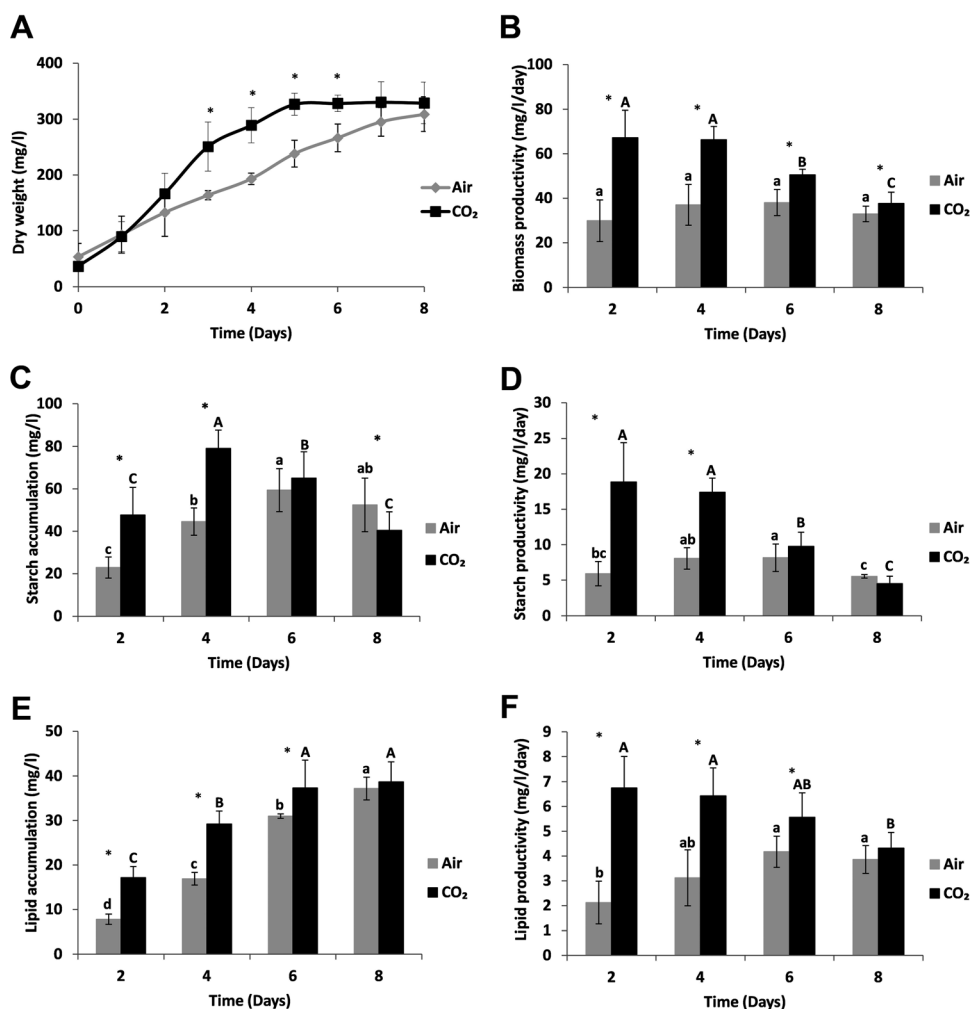 A
400
300
200
100
0
Dry weight (mg/l)
* * * *
0 2 4 6 8
Time (Days)
Air
CO₂
B
100
80
60
40
20
0
Biomass productivity (mg/l/day)
* A * A * B * C
a a a a
2 4 6 8
Time (Days)
Air
CO₂
C
100
80
60
40
20
0
Starch accumulation (mg/l)
* C * A B * C
c b a ab
2 4 6 8
Time (Days)
Air
CO₂
D
30
25
20
15
10
5
0
Starch productivity (mg/l/day)
* A * A B C
bc ab a c
2 4 6 8
Time (Days)
Air
CO₂
E
50
40
30
20
10
0
Lipid accumulation (mg/l)
* C * B * A A
d c b a
2 4 6 8
Time (Days)
Air
CO₂
F
9
8
7
6
5
4
3
2
1
0
Lipid productivity (mg/l/day)
* A * A * AB B
b ab a a
2 4 6 8
Time (Days)
Air
CO₂